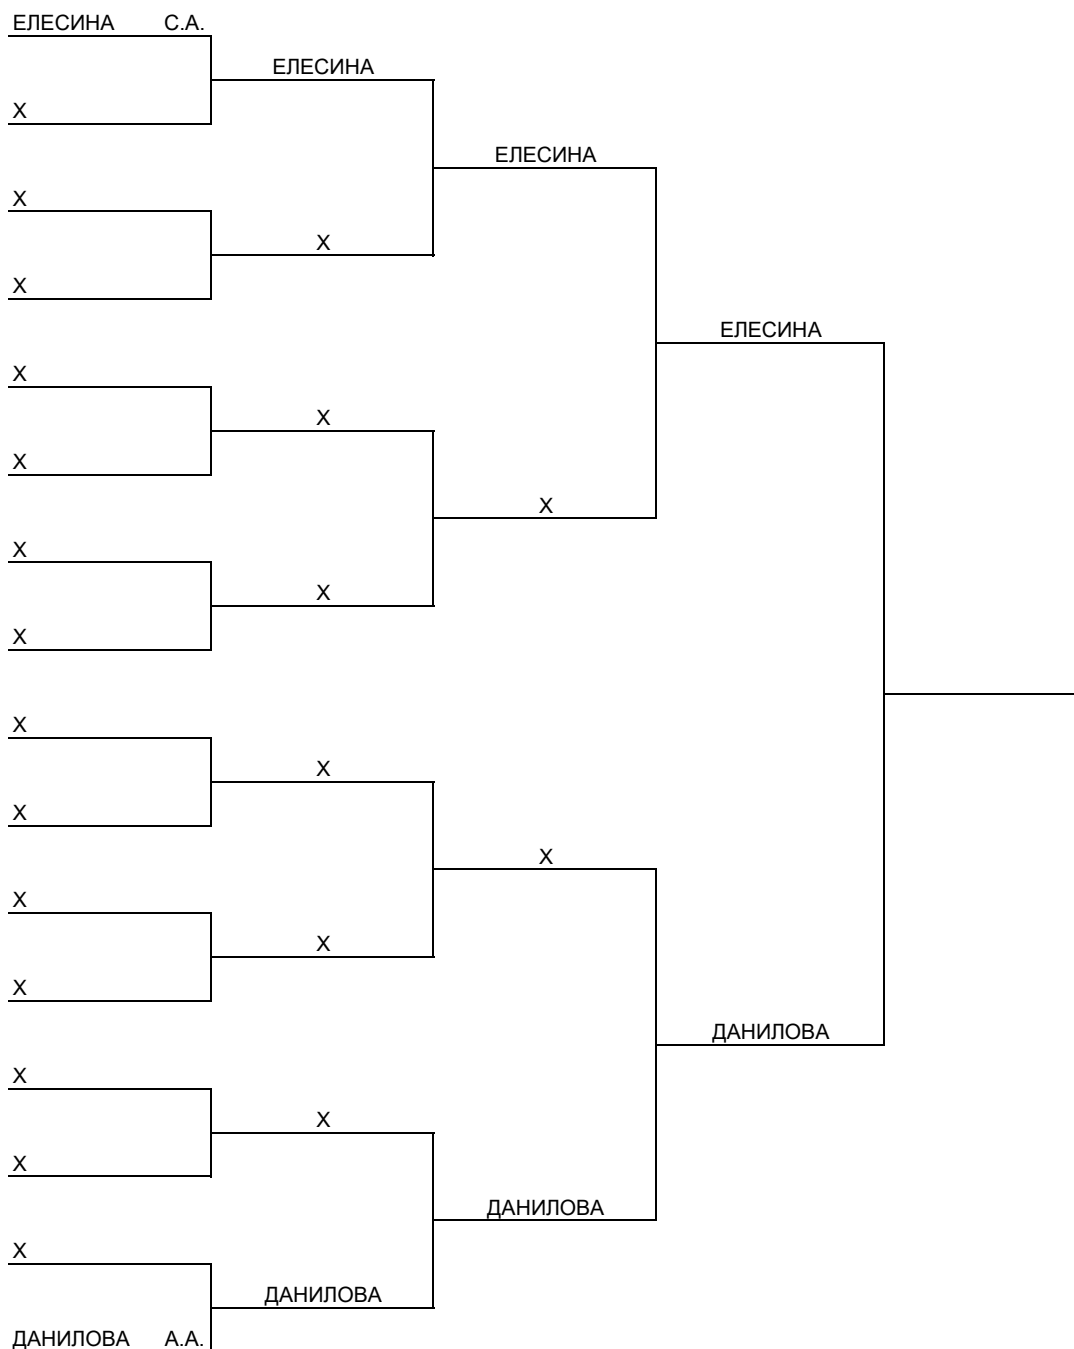 ЕЛЕСИНА С.А.
ЕЛЕСИНА
Х
ЕЛЕСИНА
Х
Х
Х
ЕЛЕСИНА
Х
Х
Х
Х
Х
Х
Х
Х
Х
Х
Х
Х
Х
Х
ДАНИЛОВА
Х
Х
Х
ДАНИЛОВА
Х
ДАНИЛОВА
ДАНИЛОВА А.А.